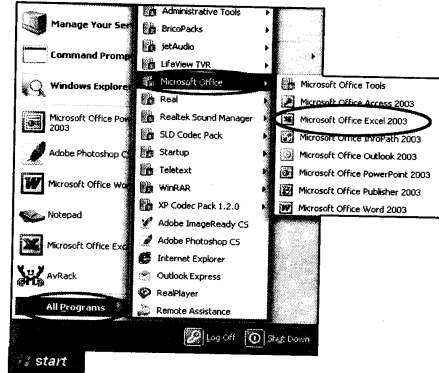 Manage Your Ser
Command Promp
Windows Explore
Microsoft Office Pow
2003
Adobe Photoshop C
Microsoft Office Wo
Notepad
Microsoft Office Exc
AvRack
All Programs
Administrative Tools
BricoPacks
jetAudio
LifeView TVR
Microsoft Office
Real
Realtek Sound Manager
SLD Codec Pack
Startup
Teletext
WinRAR
XP Codec Pack 1.2.0
Adobe ImageReady CS
Adobe Photoshop CS
Internet Explorer
Outlook Express
RealPlayer
Remote Assistance
Microsoft Office Tools
Microsoft Office Access 2003
Microsoft Office Excel 2003
Microsoft Office InfoPath 2003
Microsoft Office Outlook 2003
Microsoft Office PowerPoint 2003
Microsoft Office Publisher 2003
Microsoft Office Word 2003
Log Off
Shut Down
start